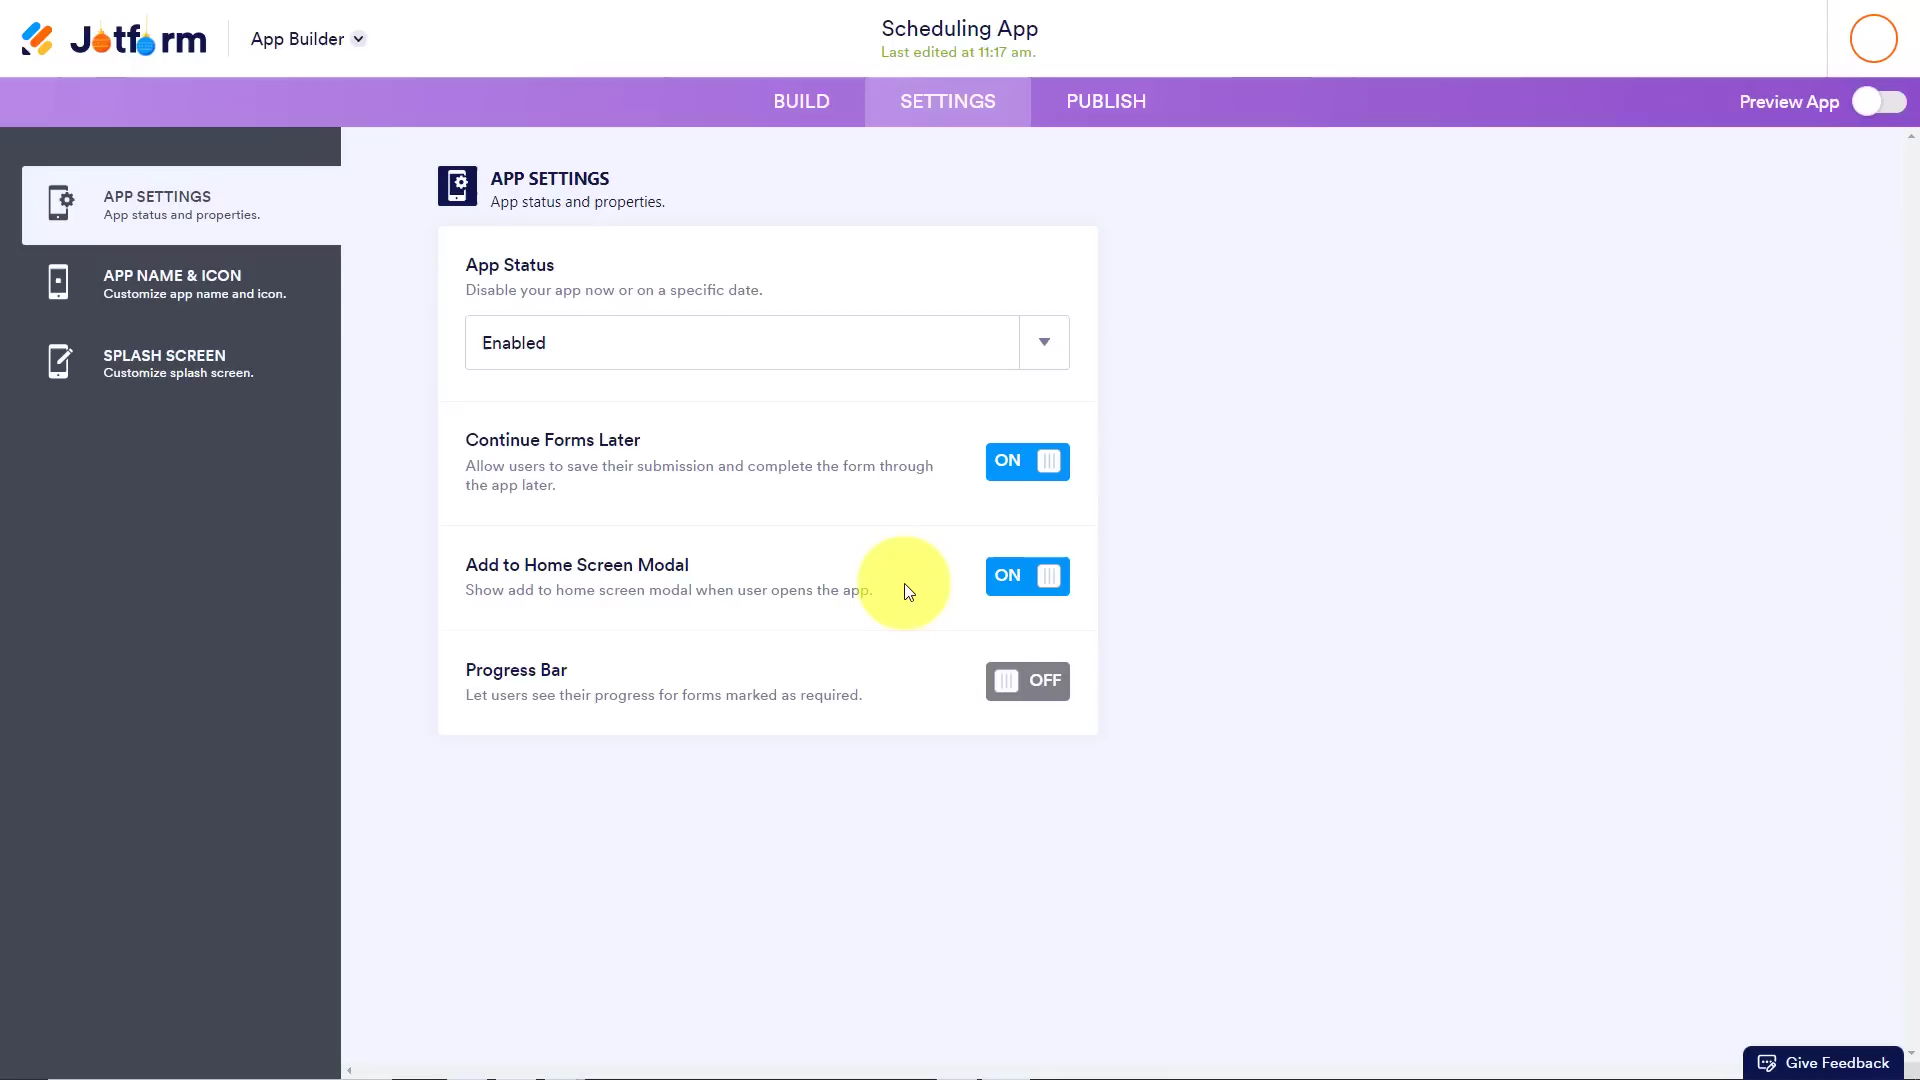 Jotform
App Builder
Scheduling App
Last edited at 11:17 am.
BUILD
SETTINGS
PUBLISH
Preview App
APP SETTINGS
App status and properties.
APP NAME & ICON
Customize app name and icon.
SPLASH SCREEN
Customize splash screen.
APP SETTINGS
App status and properties.
App Status
Disable your app now or on a specific date.
Enabled
Continue Forms Later
Allow users to save their submission and complete the form through
the app later.
ON
Add to Home Screen Modal
Show add to home screen modal when user opens the app.
ON
Progress Bar
Let users see their progress for forms marked as required.
OFF
Give Feedback